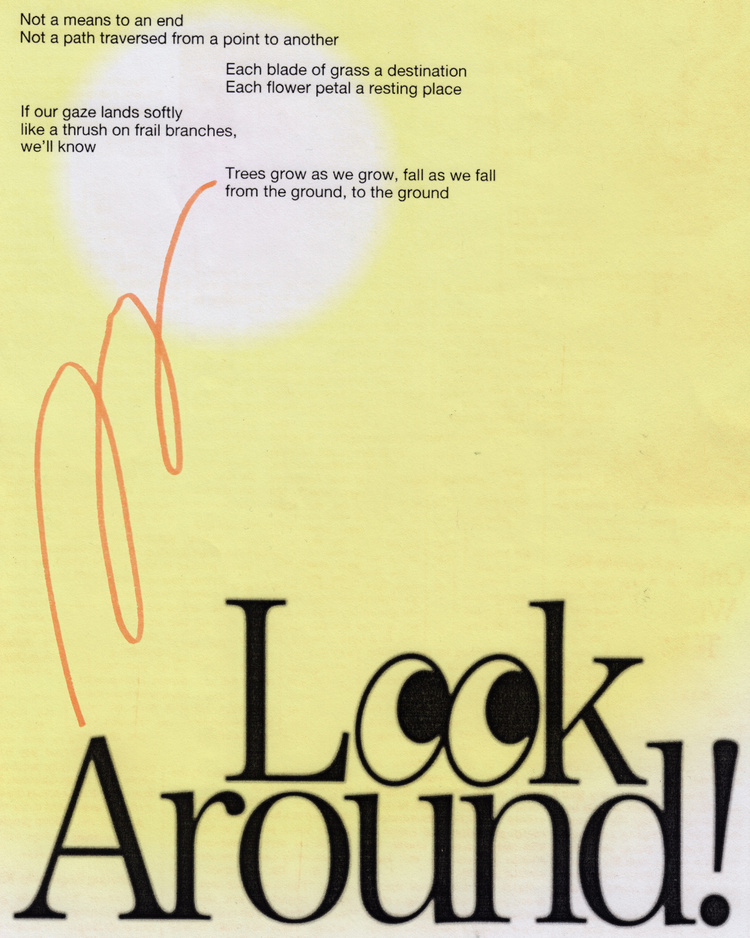 Not a means to an end
Not a path traversed from a point to another
Each blade of grass a destination
Each flower petal a resting place
If our gaze lands softly
like a thrush on frail branches,
we'll know
Trees grow as we grow, fall as we fall
from the ground, to the ground
Look
Around!